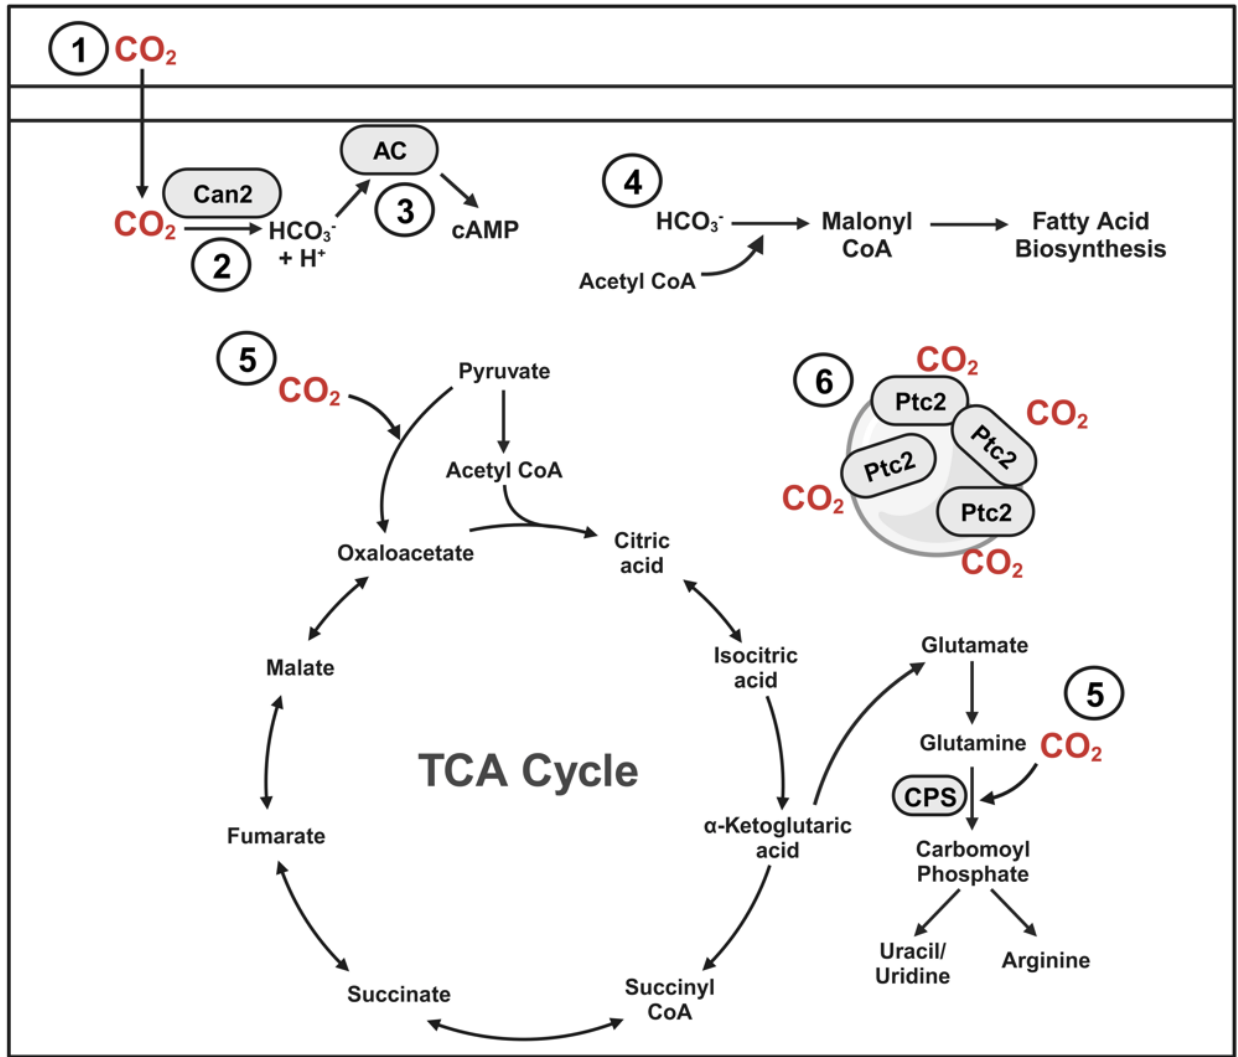 1 CO₂
AC
Can2
3
4
CO₂
HCO₃⁻
+ H⁺
cAMP
2
HCO₃⁻
Malonyl
CoA
Fatty Acid
Biosynthesis
Acetyl CoA
5
CO₂
Pyruvate
Acetyl CoA
Oxaloacetate
Citric
acid
6
CO₂
Ptc2
CO₂
Ptc2
Ptc2
CO₂
Ptc2
CO₂
Malate
Isocitric
acid
Glutamate
5
Glutamine
CO₂
TCA Cycle
CPS
Fumarate
α-Ketoglutaric
acid
Carbomoyl
Phosphate
Uracil/
Uridine
Arginine
Succinate
Succinyl
CoA